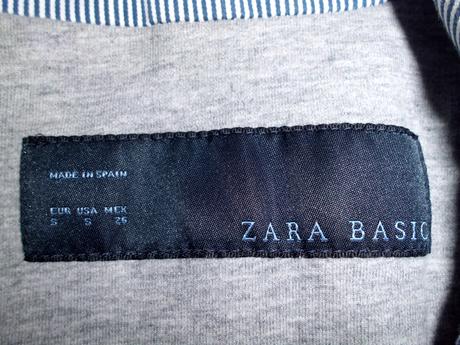 MADE IN SPAIN
EUR USA MEX
S S 26
ZARA BASIC